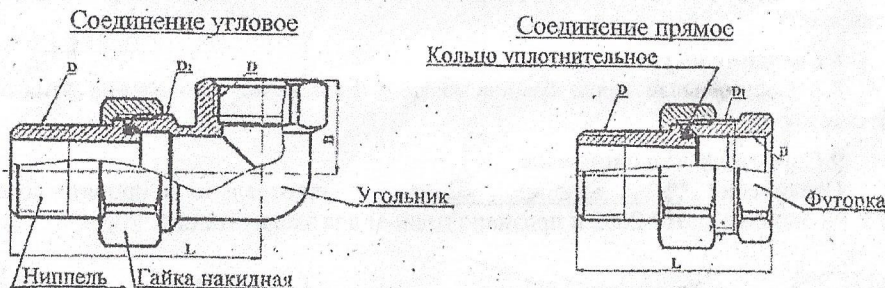 Соединение угловое
Соединение прямое
Кольцо уплотнительное
D
D₁
D
D
D₁
Угольник
Футорка
L
L
Ниппель
Гайка накидная